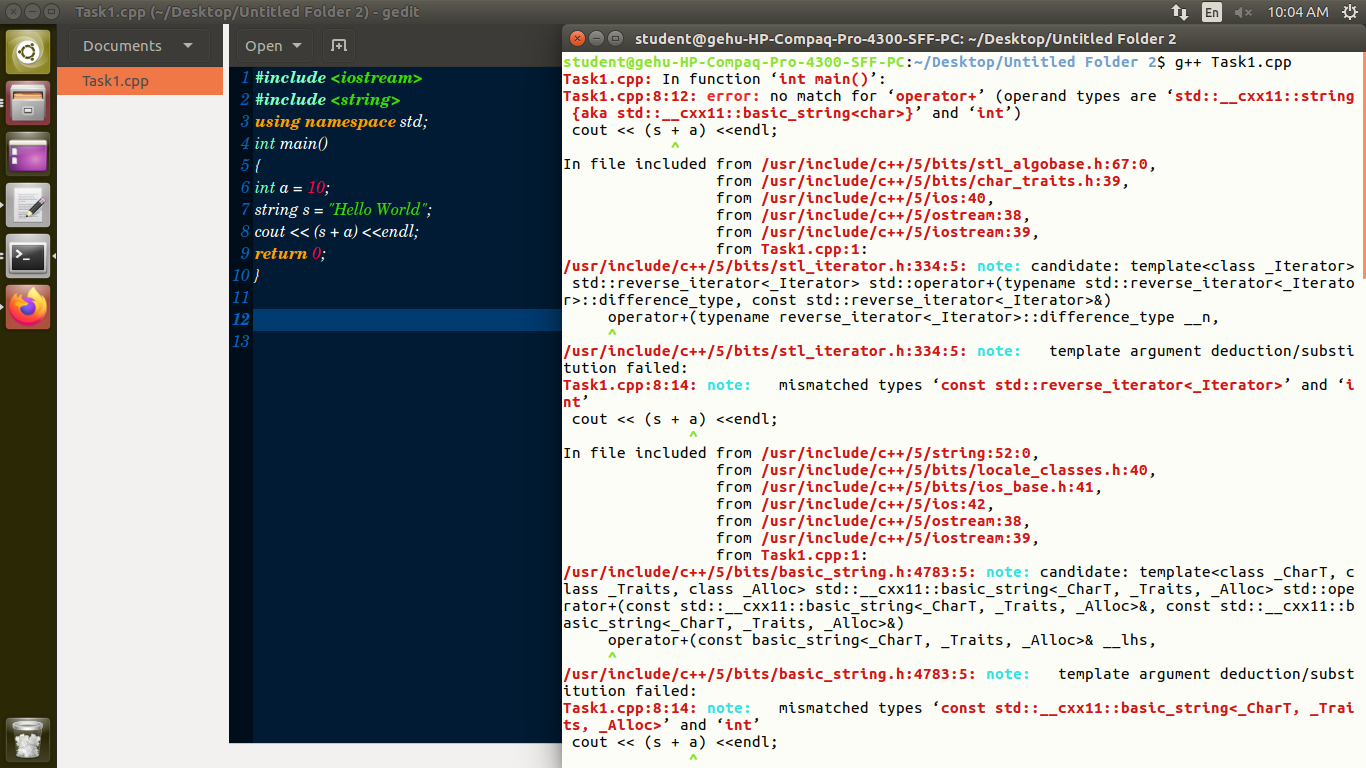 Task1.cpp (~/Desktop/Untitled Folder 2) - gedit
En
10:04 AM
Documents
Open
Task1.cpp
1 #include <iostream>
2 #include <string>
3 using namespace std;
4 int main()
5 {
6 int a = 10;
7 string s = "Hello World";
8 cout << (s + a) <<endl;
9 return 0;
10 }
11
12
13
student@gehu-HP-Compaq-Pro-4300-SFF-PC: ~/Desktop/Untitled Folder 2
student@gehu-HP-Compaq-Pro-4300-SFF-PC:~/Desktop/Untitled Folder 2$ g++ Task1.cpp
Task1.cpp: In function ‘int main()’:
Task1.cpp:8:12: error: no match for ‘operator+’ (operand types are ‘std::__cxx11::string
{aka std::__cxx11::basic_string<char>}’ and ‘int’)
cout << (s + a) <<endl;
^
In file included from /usr/include/c++/5/bits/stl_algobase.h:67:0,
from /usr/include/c++/5/bits/char_traits.h:39,
from /usr/include/c++/5/ios:40,
from /usr/include/c++/5/ostream:38,
from /usr/include/c++/5/iostream:39,
from Task1.cpp:1:
/usr/include/c++/5/bits/stl_iterator.h:334:5: note: candidate: template<class _Iterator>
std::reverse_iterator<_Iterator> std::operator+(typename std::reverse_iterator<_Iterato
r>::difference_type, const std::reverse_iterator<_Iterator>&)
operator+(typename reverse_iterator<_Iterator>::difference_type __n,
^
/usr/include/c++/5/bits/stl_iterator.h:334:5: note:   template argument deduction/substi
tution failed:
Task1.cpp:8:14: note:   mismatched types ‘const std::reverse_iterator<_Iterator>’ and ‘i
nt’
cout << (s + a) <<endl;
^
In file included from /usr/include/c++/5/string:52:0,
from /usr/include/c++/5/bits/locale_classes.h:40,
from /usr/include/c++/5/bits/ios_base.h:41,
from /usr/include/c++/5/ios:42,
from /usr/include/c++/5/ostream:38,
from /usr/include/c++/5/iostream:39,
from Task1.cpp:1:
/usr/include/c++/5/bits/basic_string.h:4783:5: note: candidate: template<class _CharT, c
lass _Traits, class _Alloc> std::__cxx11::basic_string<_CharT, _Traits, _Alloc> std::ope
rator+(const std::__cxx11::basic_string<_CharT, _Traits, _Alloc>&, const std::__cxx11::b
asic_string<_CharT, _Traits, _Alloc>&)
operator+(const basic_string<_CharT, _Traits, _Alloc>& __lhs,
^
/usr/include/c++/5/bits/basic_string.h:4783:5: note:   template argument deduction/subst
itution failed:
Task1.cpp:8:14: note:   mismatched types ‘const std::__cxx11::basic_string<_CharT, _Trai
ts, _Alloc>’ and ‘int’
cout << (s + a) <<endl;
^